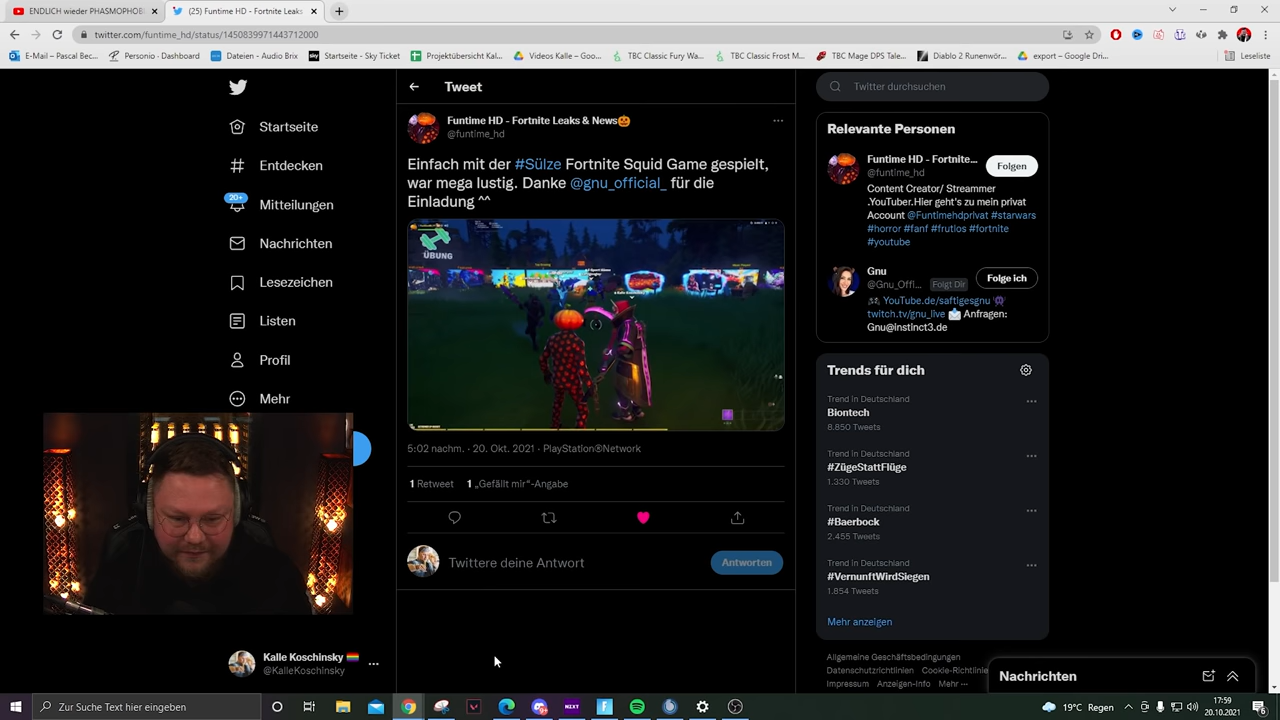 ENDLICH wieder PHASMOPHOBI
(25) Funtime HD - Fortnite Leaks
twitter.com/funtime_hd/status/1450839971443712000
E-Mail – Pascal Bec...
Personio · Dashboard
Dateien - Audio Brix
Startseite - Sky Ticket
Projektübersicht Kal...
Videos Kalle – Goo...
TBC Classic Fury Wa...
TBC Classic Frost M...
TBC Mage DPS Tale...
Diablo 2 Runewörter...
export – Google Dri...
Leseliste
Startseite
Entdecken
20+
Mitteilungen
Nachrichten
Lesezeichen
Listen
Profil
Mehr
Kalle Koschinsky
@KalleKoschinsky
Tweet
Funtime HD - Fortnite Leaks & News
@funtime_hd
Einfach mit der #Sülze Fortnite Squid Game gespielt,
war mega lustig. Danke @gnu_official_ für die
Einladung ^^
ÜBUNG
5:02 nachm. · 20. Okt. 2021 · PlayStation®Network
1 Retweet 1 „Gefällt mir“-Angabe
Twittere deine Antwort
Antworten
Twitter durchsuchen
Relevante Personen
Funtime HD - Fortnite...
@funtime_hd
Folgen
Content Creator/ Streammer
.YouTuber.Hier geht's zu mein privat
Account @Funtimehdprivat #starwars
#horror #fanf #frutios #fortnite
#youtube
Gnu
@Gnu_Offi...
Folgt Dir
Folge ich
YouTube.de/saftigesgnu
twitch.tv/gnu_live Anfragen:
Gnu@instinct3.de
Trends für dich
Trend in Deutschland
Biontech
8.850 Tweets
Trend in Deutschland
#ZügeStattFlüge
1.330 Tweets
Trend in Deutschland
#Baerbock
2.455 Tweets
Trend in Deutschland
#VernunftWirdSiegen
1.854 Tweets
Mehr anzeigen
Allgemeine Geschäftsbedingungen
Datenschutzrichtlinien Cookie-Richtlinie
Impressum Anzeigen-Info Mehr ···
Nachrichten
Zur Suche Text hier eingeben
NEXT
19°C Regen
17:59
20.10.2021
6